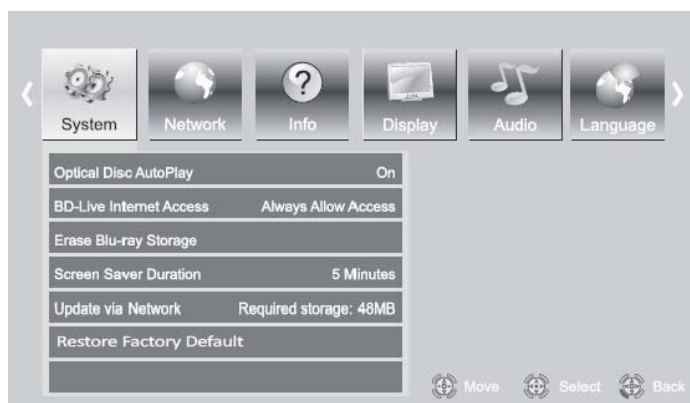 System Network Info Display Audio Language
Optical Disc AutoPlay On
BD-Live Internet Access Always Allow Access
Erase Blu-ray Storage
Screen Saver Duration 5 Minutes
Update via Network Required storage: 48MB
Restore Factory Default
Move Select Back